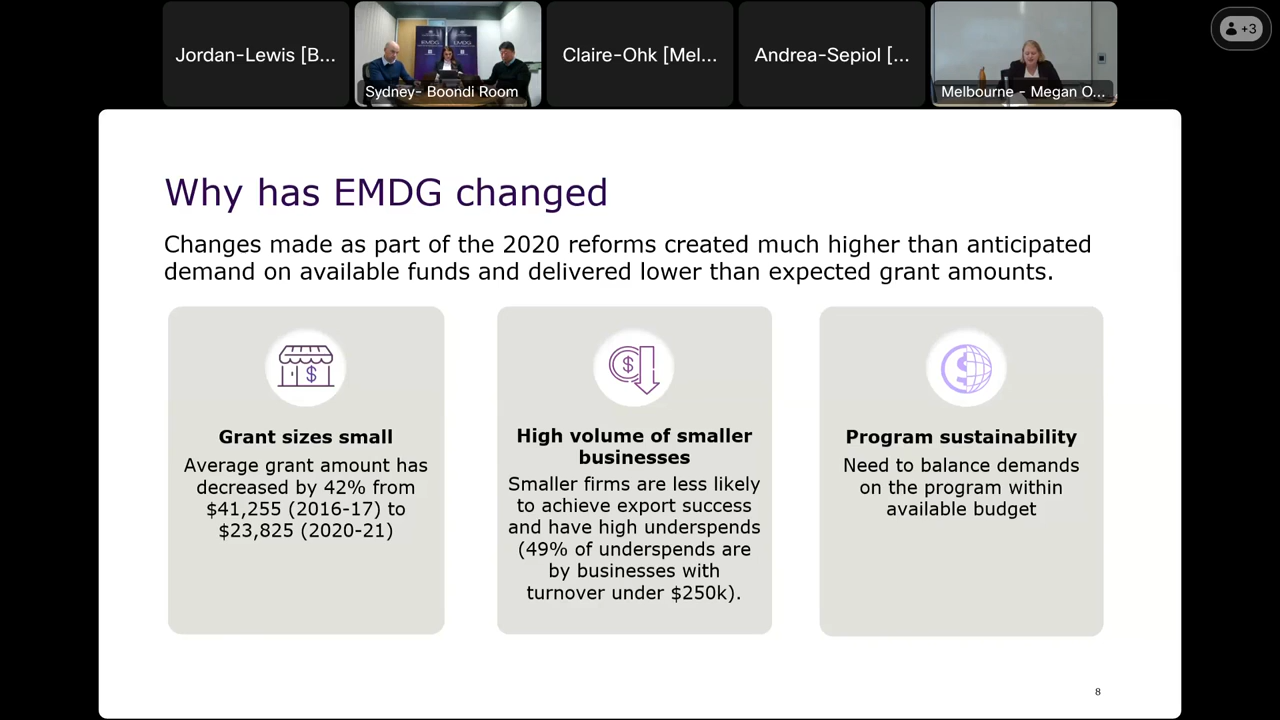 Jordan-Lewis [B...
EMDG
EMDG
Sydney- Boondi Room
Claire-Ohk [Mel...
Andrea-Sepiol [...
Melbourne - Megan O...
+3
Why has EMDG changed
Changes made as part of the 2020 reforms created much higher than anticipated
demand on available funds and delivered lower than expected grant amounts.
Grant sizes small
Average grant amount has
decreased by 42% from
$41,255 (2016-17) to
$23,825 (2020-21)
High volume of smaller
businesses
Smaller firms are less likely
to achieve export success
and have high underspends
(49% of underspends are
by businesses with
turnover under $250k).
Program sustainability
Need to balance demands
on the program within
available budget
8